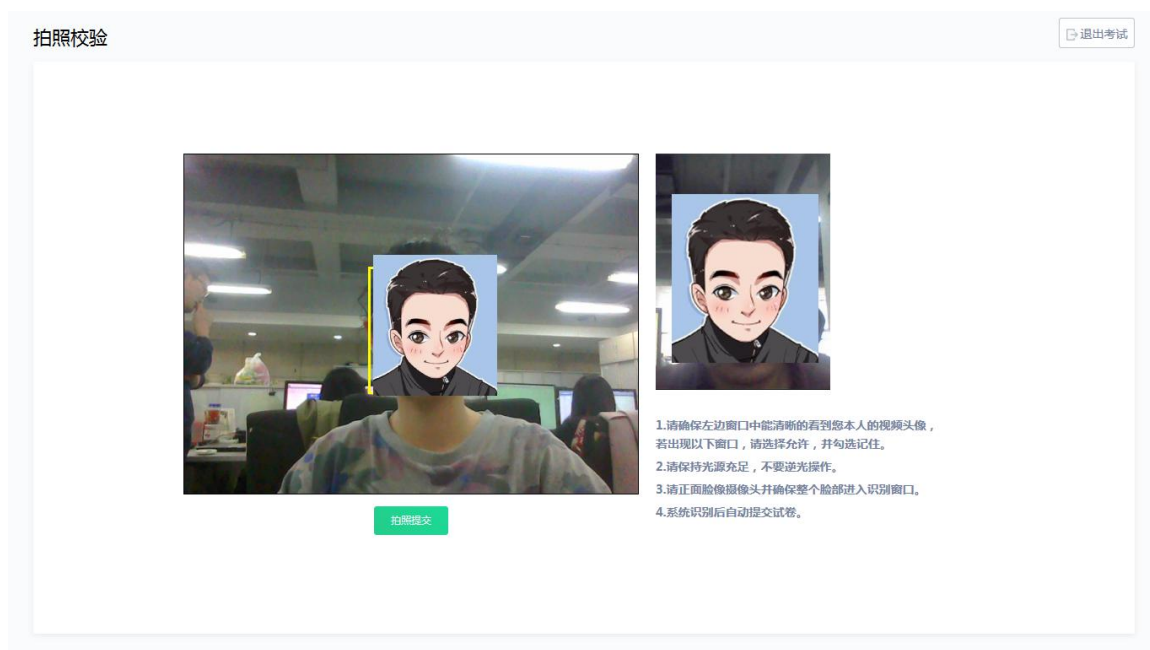 拍照校验
退出考试
1.请确保左边窗口中能清晰的看到您本人的视频头像，
若出现以下窗口，请选择允许，并勾选记住。
2.请保持光源充足，不要逆光操作。
3.请正面脸像摄像头并确保整个脸部进入识别窗口。
4.系统识别后自动提交试卷。
拍照提交